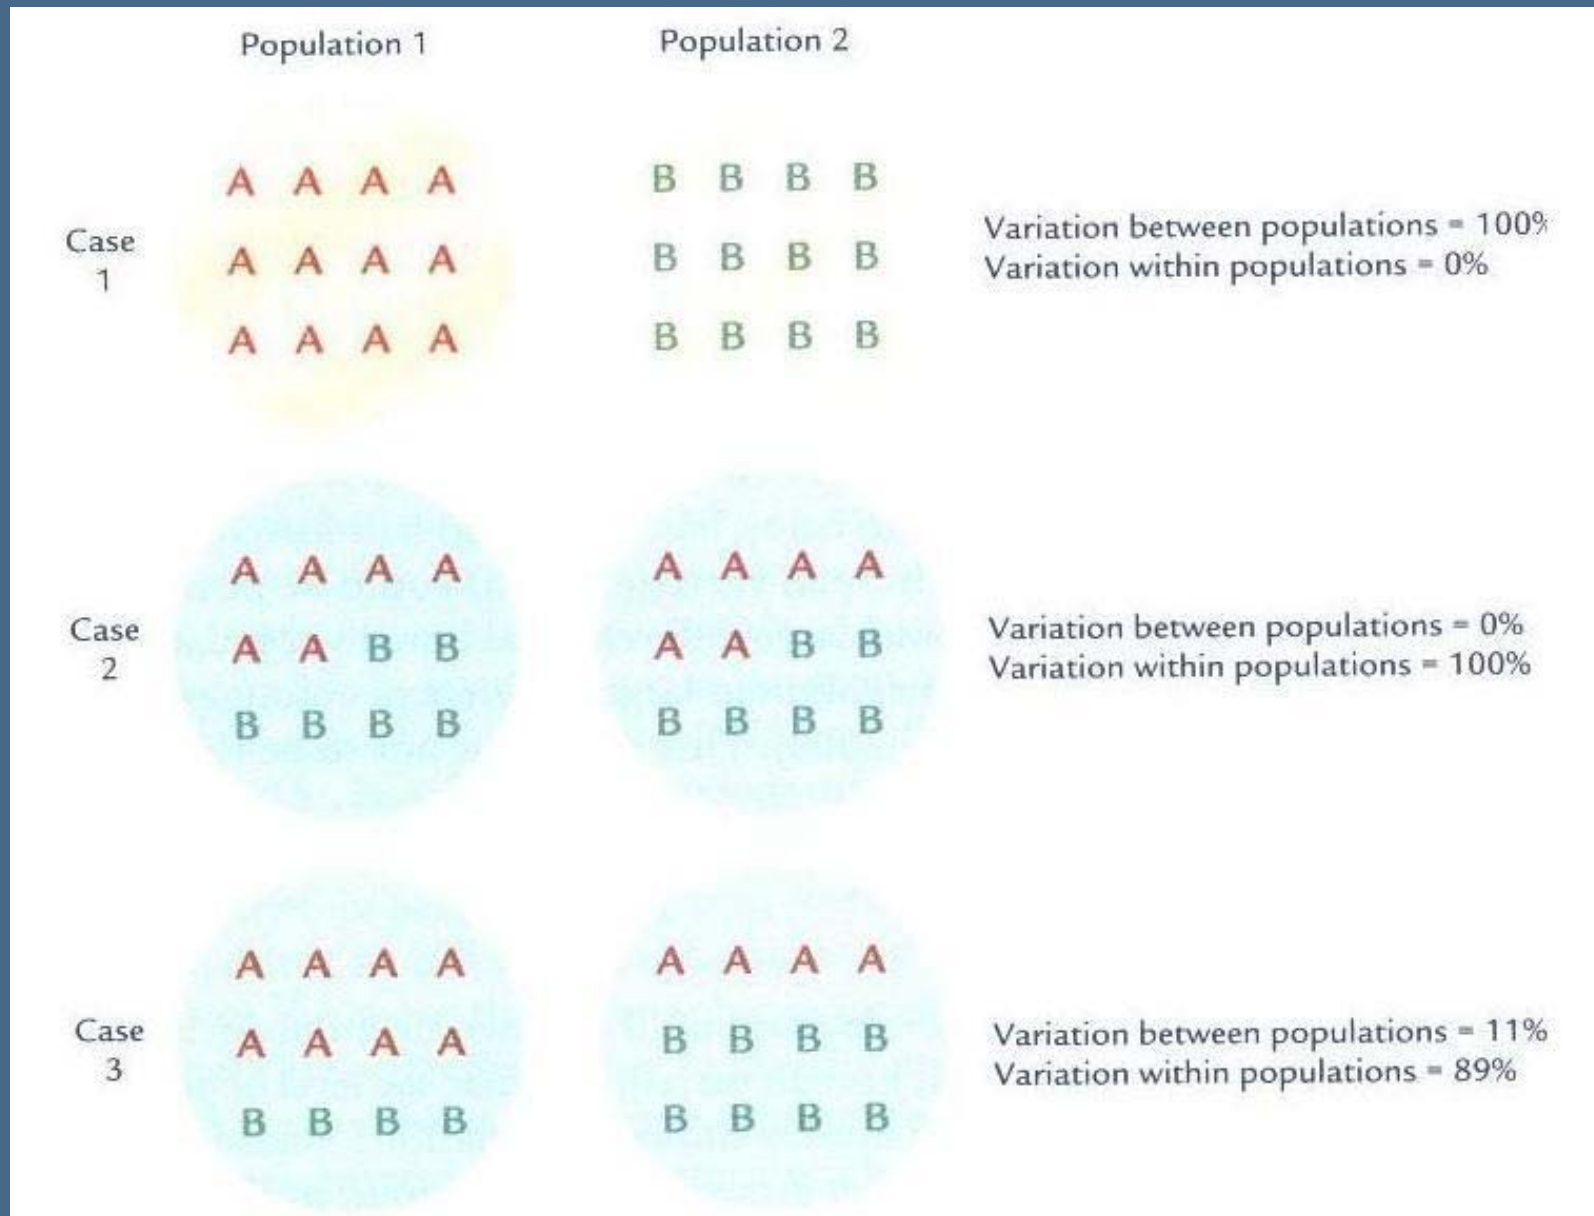 Population 1 Population 2
A A A A B B B B
Case
1
A A A A B B B B
A A A A B B B B
Variation between populations = 100%
Variation within populations = 0%
A A A A A A A A
Case
2
A A B B A A B B
B B B B B B B B
Variation between populations = 0%
Variation within populations = 100%
A A A A A A A A
Case
3
A A A A B B B B
B B B B B B B B
Variation between populations = 11%
Variation within populations = 89%